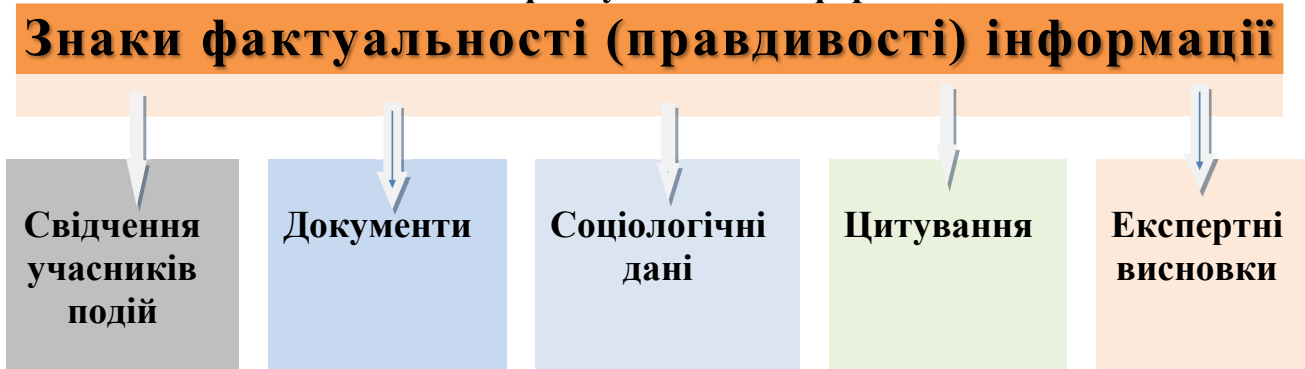 Знаки фактуальності (правдивості) інформації
Свідчення
учасників
подій
Документи
Соціологічні
дані
Цитування
Експертні
висновки